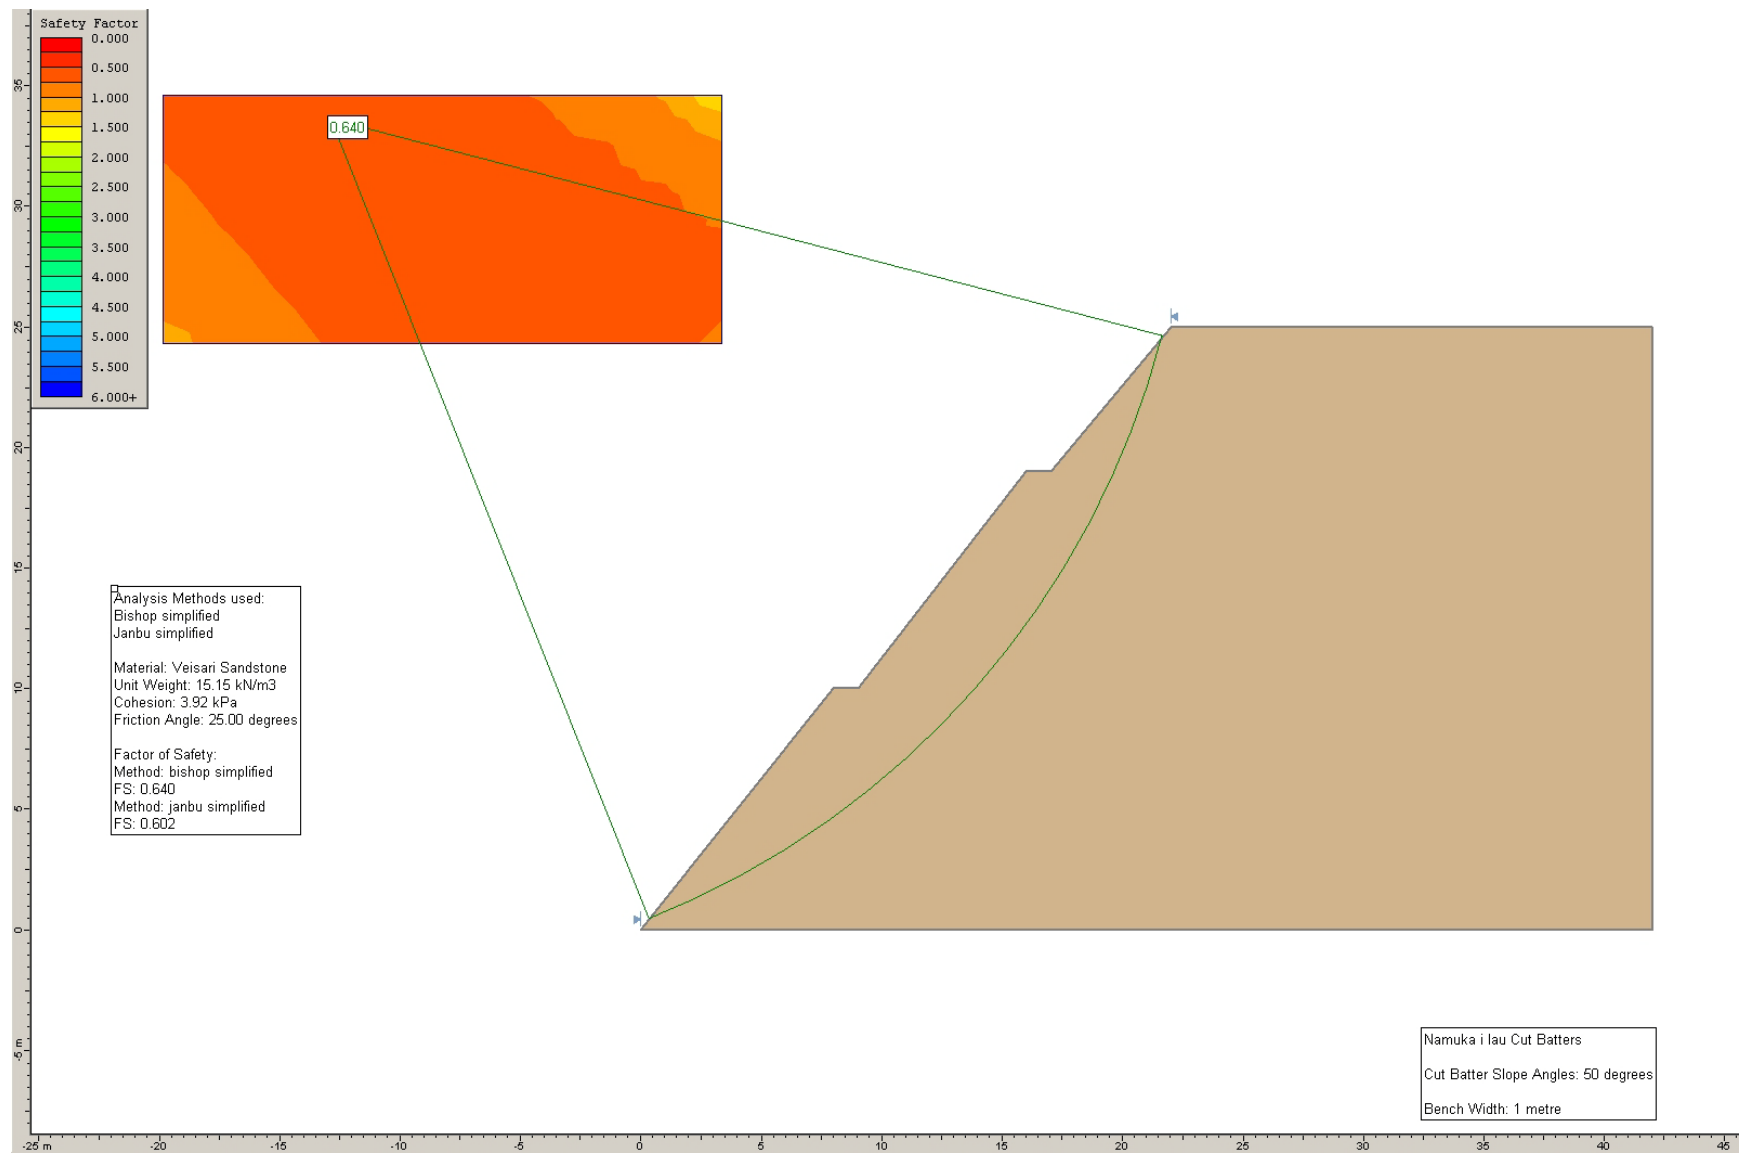 Safety Factor
0.000
0.500
1.000
1.500
2.000
2.500
3.000
3.500
4.000
4.500
5.000
5.500
6.000+
35
30
25
20
15
10
5
0
-5 m
0.640
Analysis Methods used:
Bishop simplified
Janbu simplified
Material: Veisari Sandstone
Unit Weight: 15.15 kN/m3
Cohesion: 3.92 kPa
Friction Angle: 25.00 degrees
Factor of Safety:
Method: bishop simplified
FS: 0.640
Method: janbu simplified
FS: 0.602
Namuka i lau Cut Batters
Cut Batter Slope Angles: 50 degrees
Bench Width: 1 metre
-25 m -20 -15 -10 -5 0 5 10 15 20 25 30 35 40 45